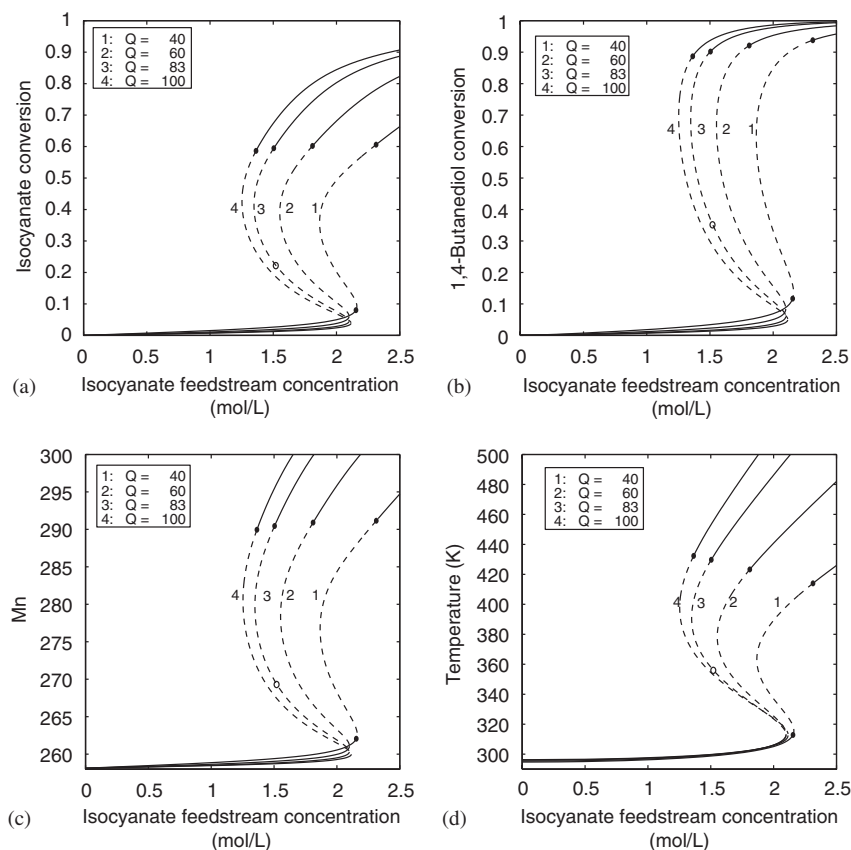 1: Q = 40
2: Q = 60
3: Q = 83
4: Q = 100
1
0.9
0.8
0.7
0.6
0.5
0.4
0.3
0.2
0.1
0
Isocyanate conversion
4 3 2 1
0 0.5 1 1.5 2 2.5
(a)
Isocyanate feedstream concentration
(mol/L)
1: Q = 40
2: Q = 60
3: Q = 83
4: Q = 100
1
0.9
0.8
0.7
0.6
0.5
0.4
0.3
0.2
0.1
0
1,4-Butanediol conversion
4 3 2 1
0 0.5 1 1.5 2 2.5
(b)
Isocyanate feedstream concentration
(mol/L)
1: Q = 40
2: Q = 60
3: Q = 83
4: Q = 100
300
295
290
285
280
275
270
265
260
Mn
4 3 2 1
0 0.5 1 1.5 2 2.5
(c)
Isocyanate feedstream concentration
(mol/L)
1: Q = 40
2: Q = 60
3: Q = 83
4: Q = 100
500
480
460
440
420
400
380
360
340
320
300
Temperature (K)
4 3 2 1
0 0.5 1 1.5 2 2.5
(d)
Isocyanate feedstream concentration
(mol/L)